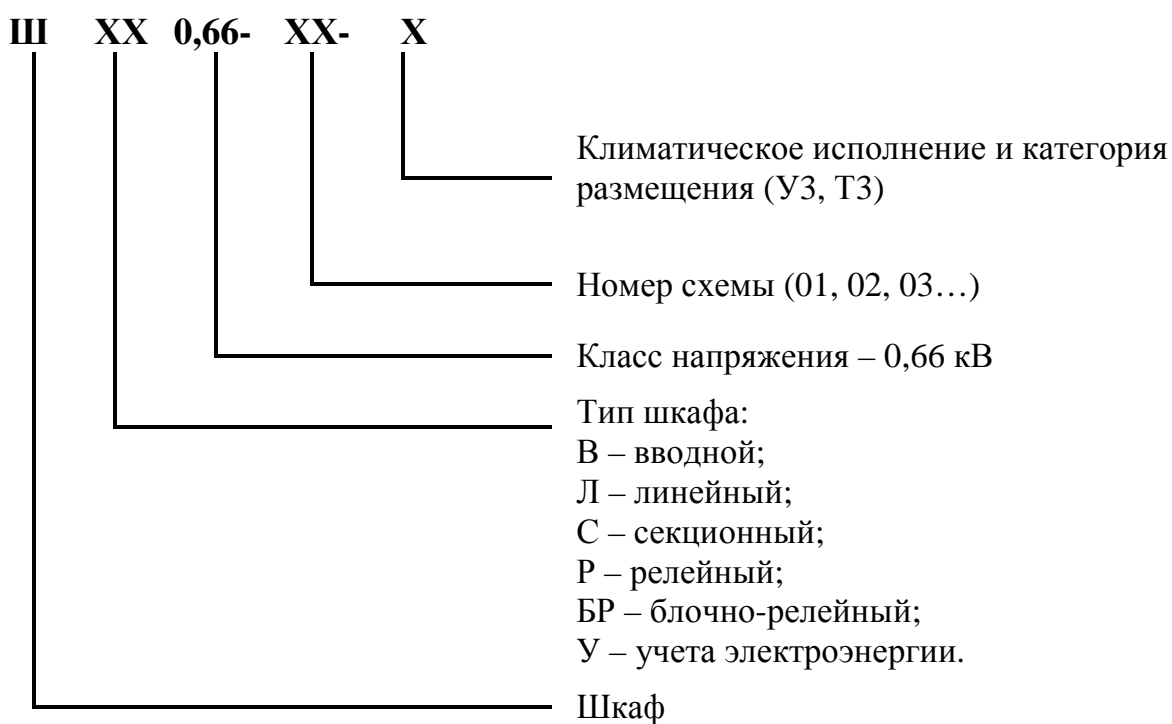 Ш ХХ 0,66- ХХ- Х
Климатическое исполнение и категория
размещения (У3, Т3)
Номер схемы (01, 02, 03…)
Класс напряжения – 0,66 кВ
Тип шкафа:
В – вводной;
Л – линейный;
С – секционный;
Р – релейный;
БР – блочно-релейный;
У – учета электроэнергии.
Шкаф